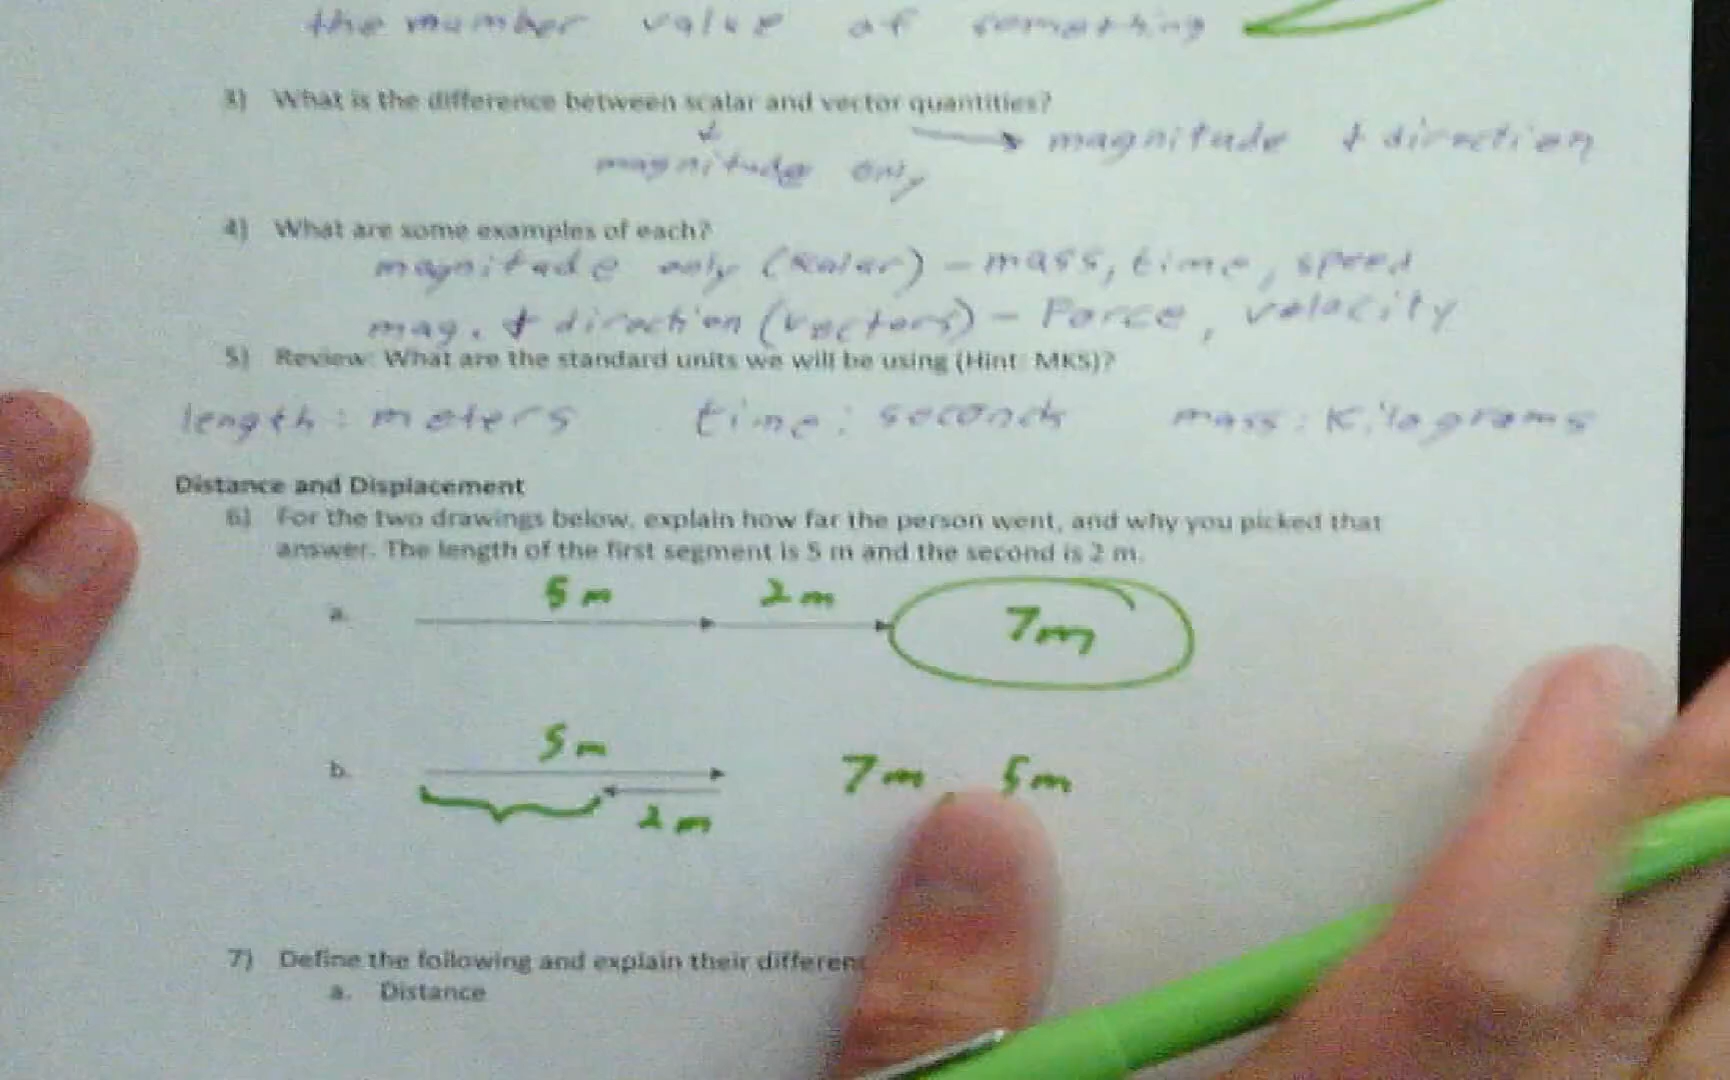 the number value of something
3) What is the difference between scalar and vector quantities?
magnitude & direction
magnitude only
4) What are some examples of each?
magnitude only (scalar) - mass, time, speed
mag. & direction (vectors) - Force, velocity
5) Review: What are the standard units we will be using (Hint: MKS)?
length: meters time: seconds mass: Kilograms
Distance and Displacement
6) For the two drawings below, explain how far the person went, and why you picked that
answer. The length of the first segment is 5 m and the second is 2 m.
5m 2m
a. 7m
5m
b. 7m, 5m
2m
7) Define the following and explain their differen
a. Distance